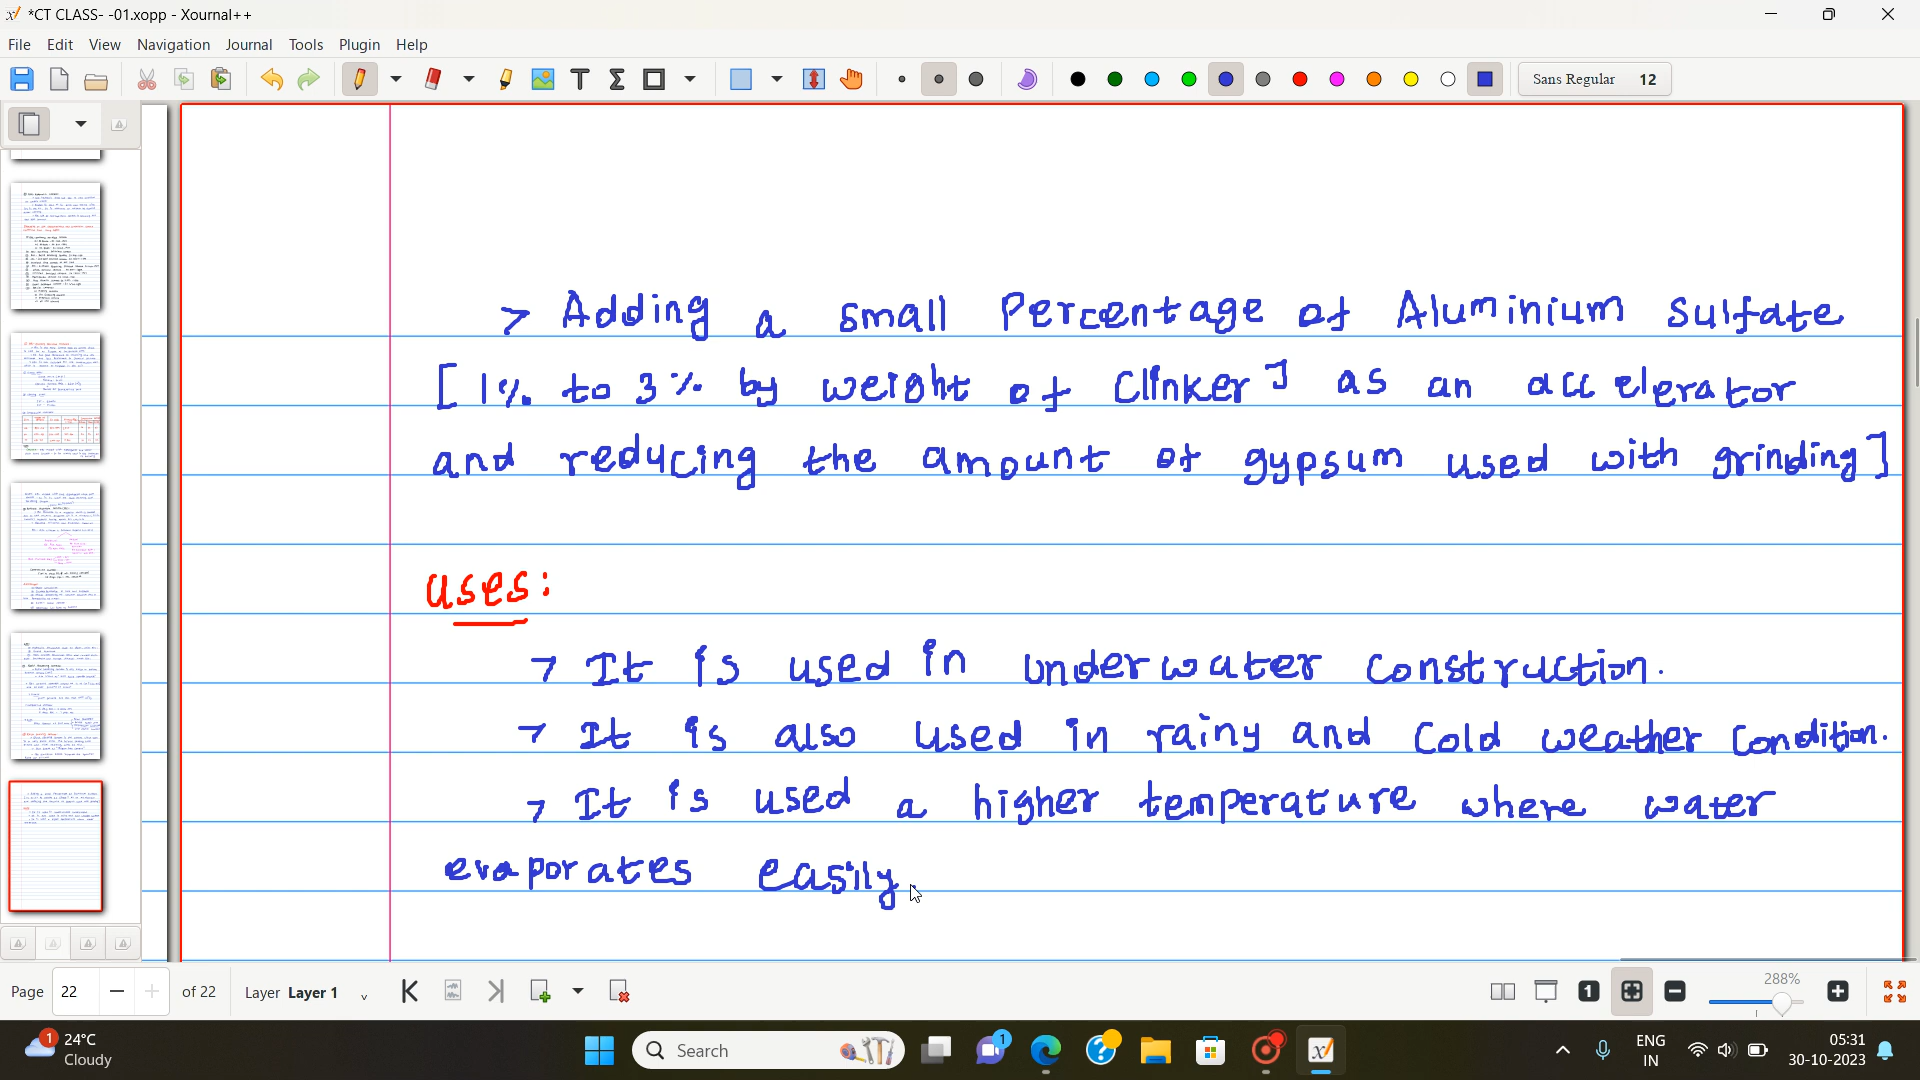 *CT CLASS- -01.xopp - Xournal++
File Edit View Navigation Journal Tools Plugin Help
Sans Regular 12
> Adding a small Percentage of Aluminium Sulfate
[1% to 3% by weight of Clinker] as an accelerator
and reducing the amount of gypsum used with grinding]
Uses:
> It is used in underwater construction.
> It is also used in rainy and cold weather condition.
> It is used a higher temperature where water
evaporates easily.
Page 22 of 22 Layer Layer 1 288%
24°C
Cloudy
Search
ENG
IN
05:31
30-10-2023